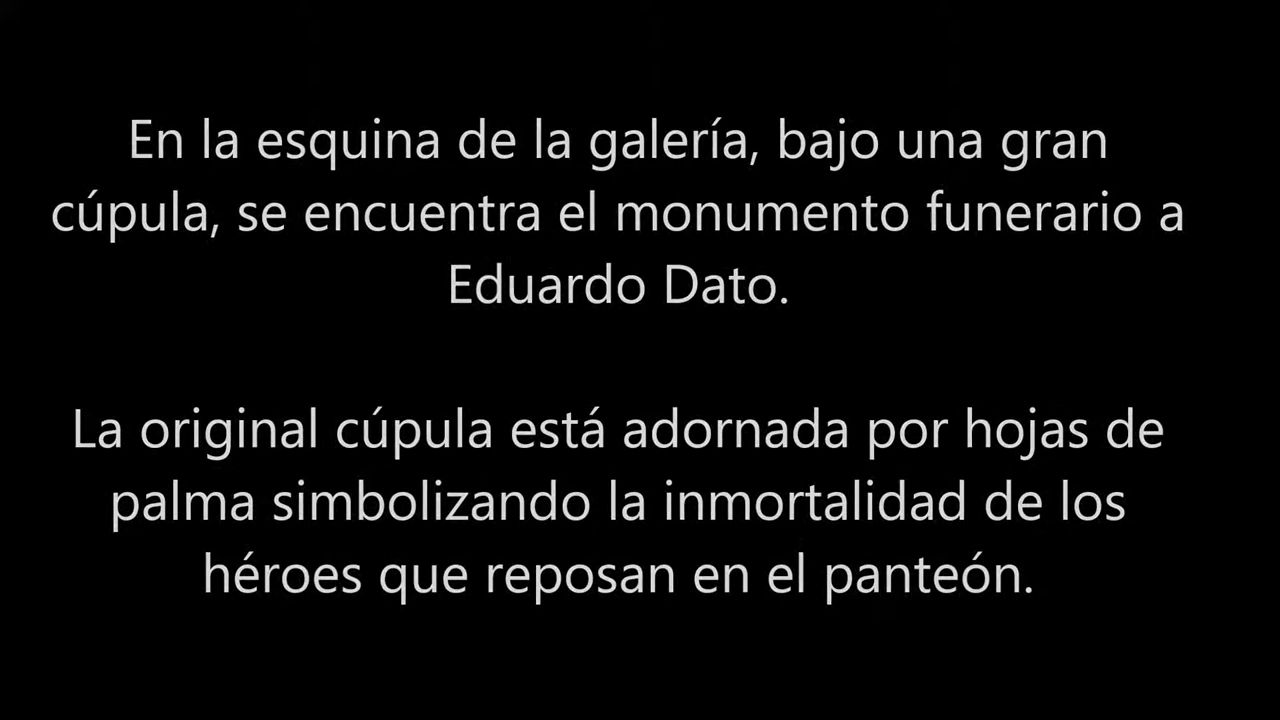 En la esquina de la galería, bajo una gran
cúpula, se encuentra el monumento funerario a
Eduardo Dato.
La original cúpula está adornada por hojas de
palma simbolizando la inmortalidad de los
héroes que reposan en el panteón.